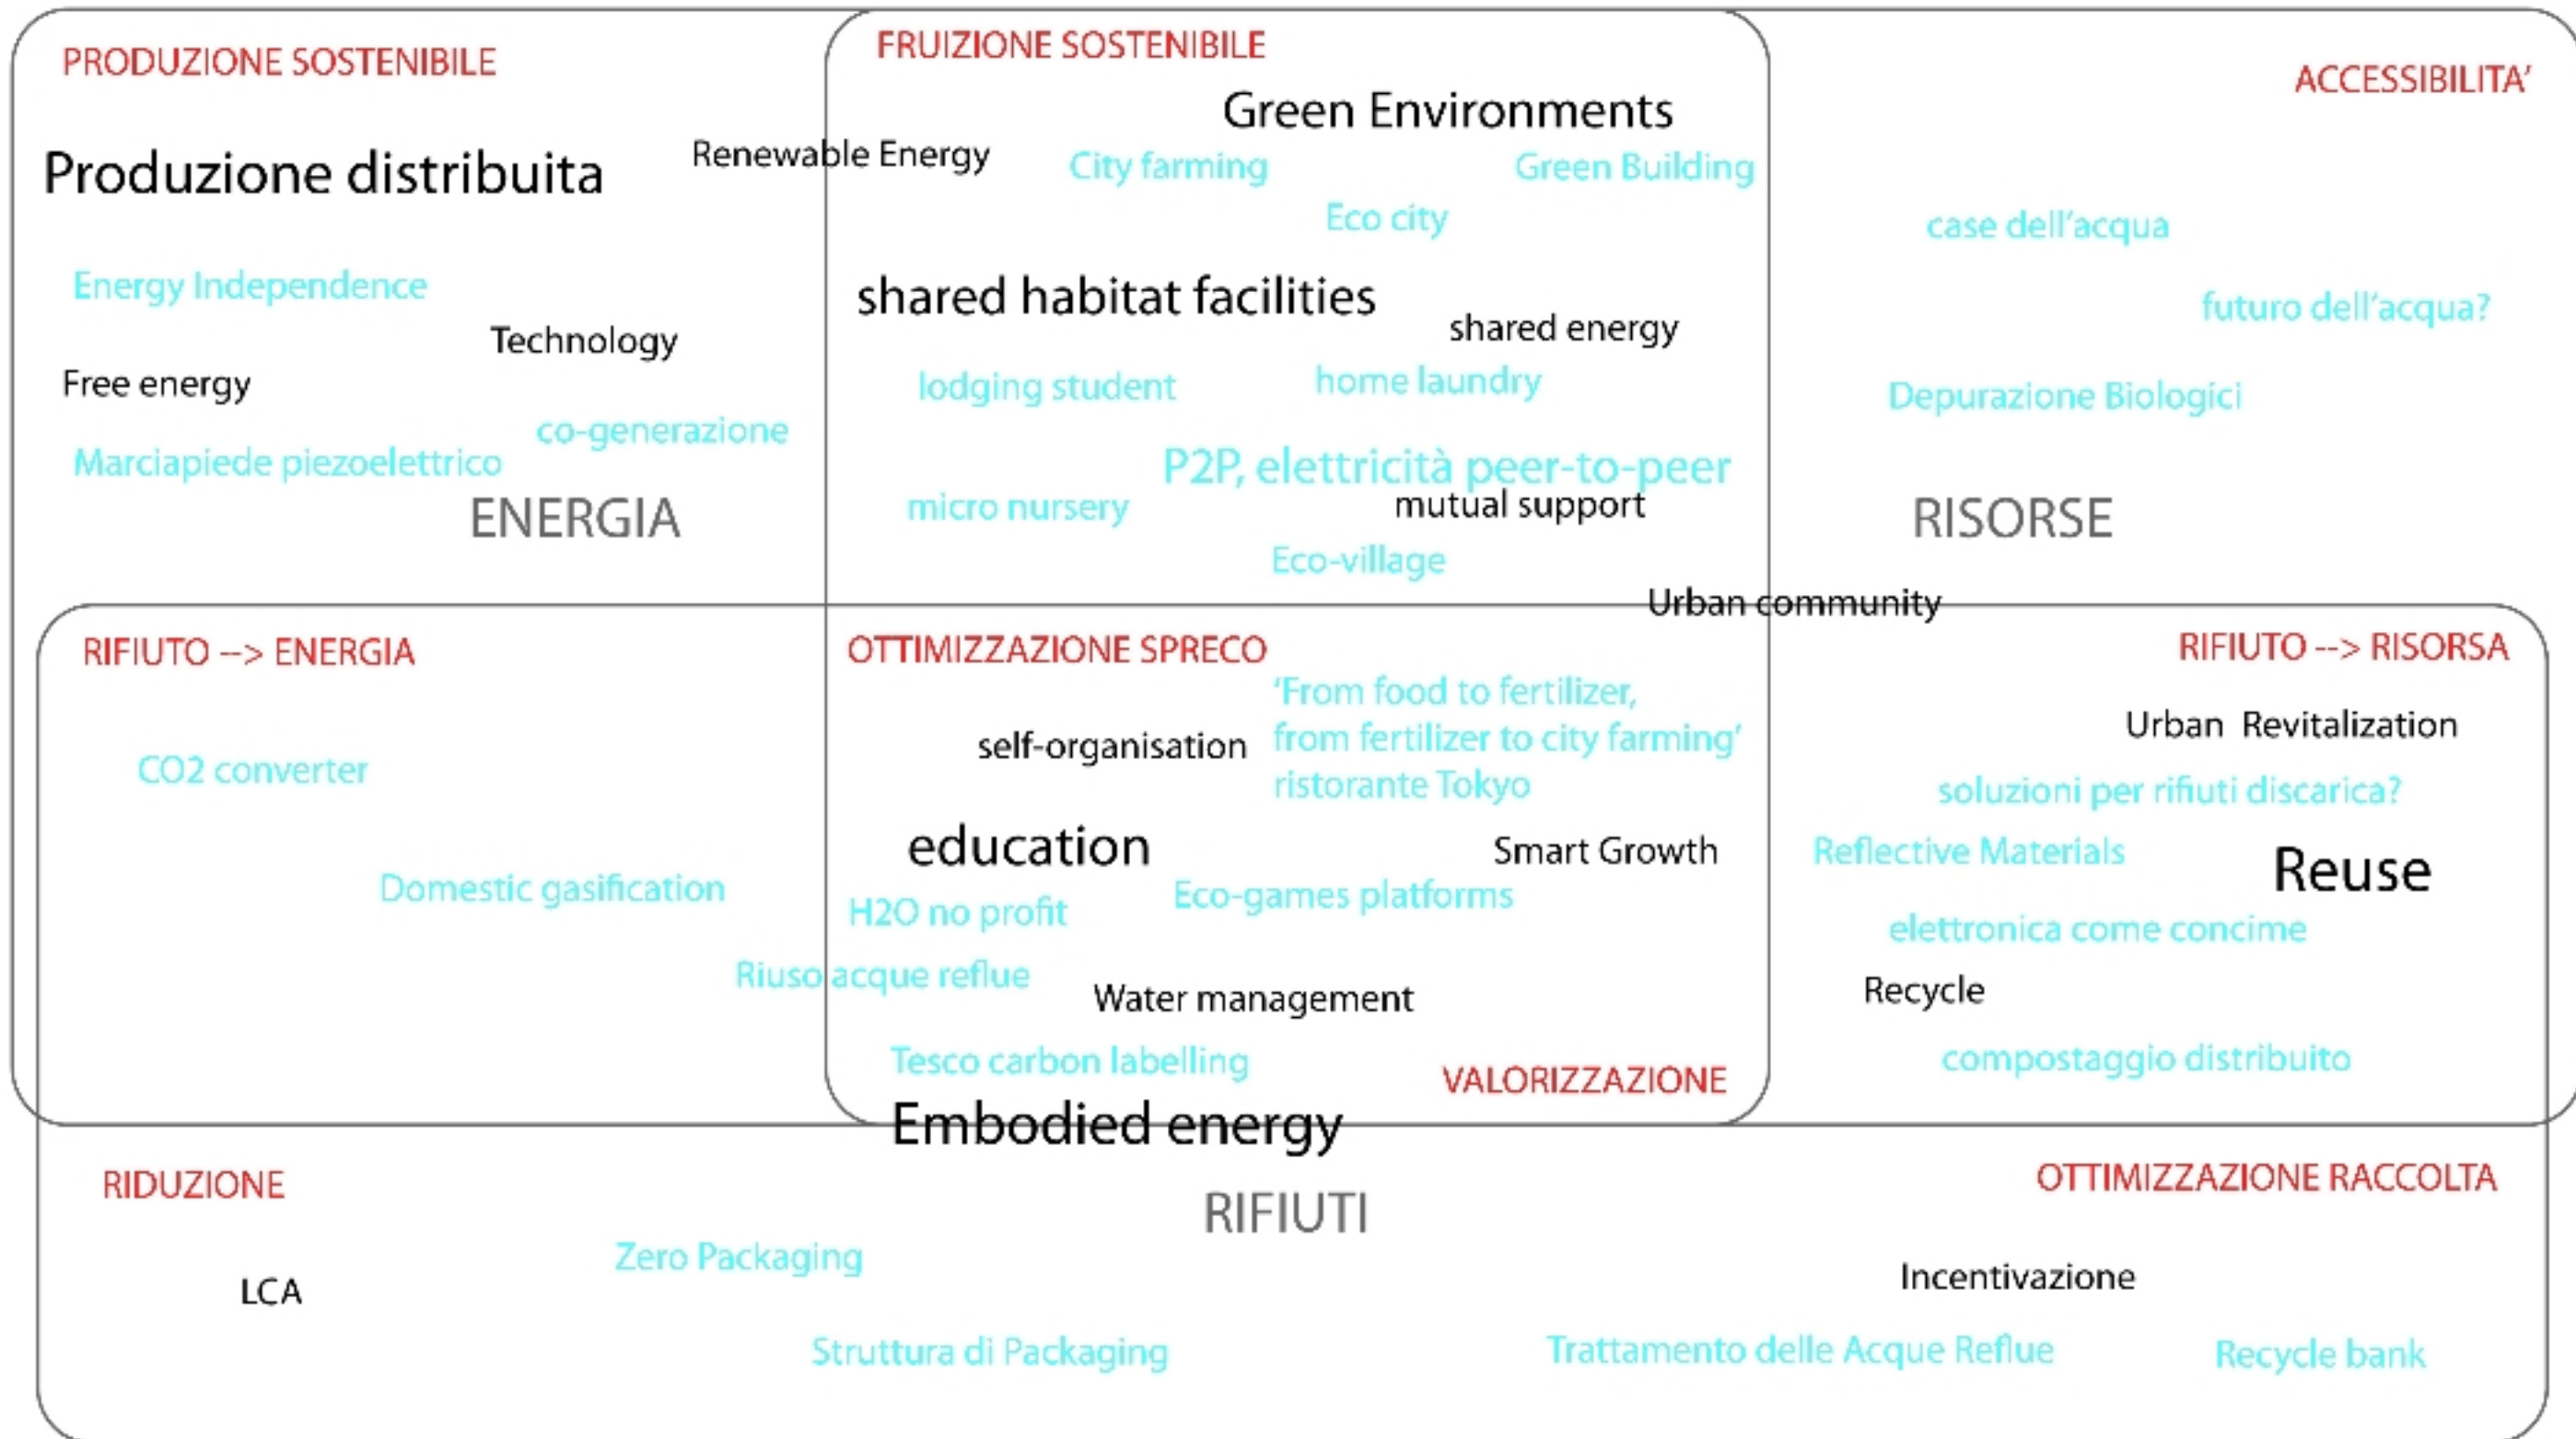 PRODUZIONE SOSTENIBILE
Produzione distribuita
Renewable Energy
Energy Independence
Technology
Free energy
co-generazione
Marciapiede piezoelettrico
ENERGIA
FRUIZIONE SOSTENIBILE
Green Environments
City farming
Green Building
Eco city
shared habitat facilities
shared energy
lodging student
home laundry
P2P, elettricità peer-to-peer
micro nursery
mutual support
Eco-village
ACCESSIBILITA'
case dell'acqua
futuro dell'acqua?
Depurazione Biologici
RISORSE
Urban community
RIFIUTO --> ENERGIA
CO2 converter
Domestic gasification
Riuso acque reflue
OTTIMIZZAZIONE SPRECO
'From food to fertilizer,
self-organisation
from fertilizer to city farming'
ristorante Tokyo
education
Smart Growth
H2O no profit
Eco-games platforms
Water management
Tesco carbon labelling
VALORIZZAZIONE
Embodied energy
RIFIUTO --> RISORSA
Urban Revitalization
soluzioni per rifiuti discarica?
Reflective Materials
Reuse
elettronica come concime
Recycle
compostaggio distribuito
RIDUZIONE
RIFIUTI
OTTIMIZZAZIONE RACCOLTA
Zero Packaging
LCA
Incentivazione
Struttura di Packaging
Trattamento delle Acque Reflue
Recycle bank